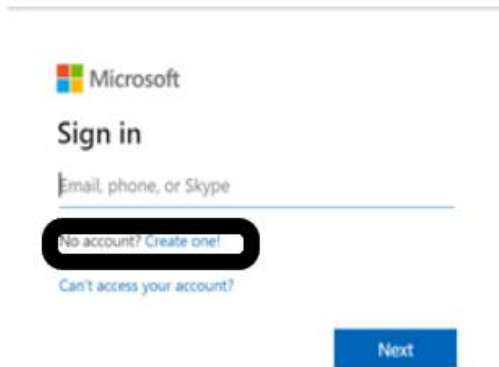 Microsoft
Sign in
Email, phone, or Skype
No account? Create one!
Can't access your account?
Next